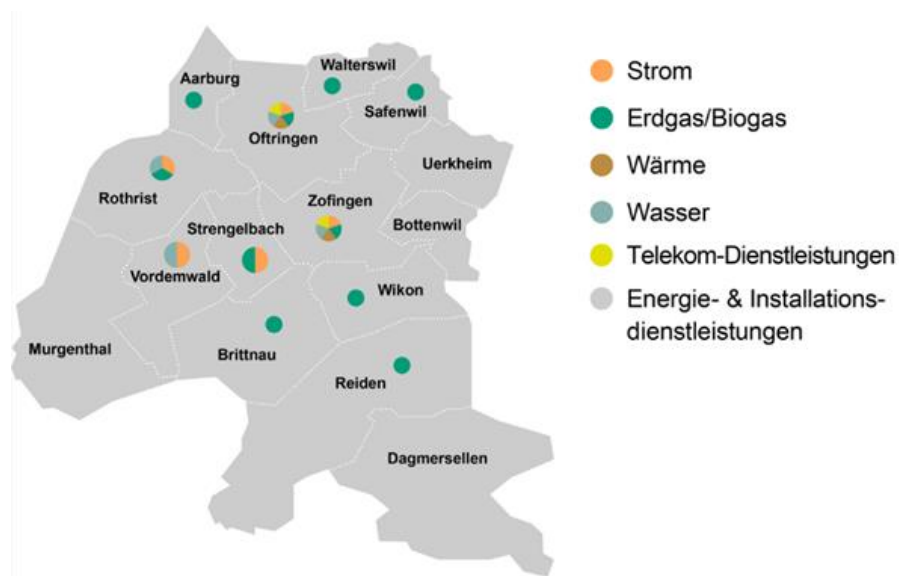 Walterswil
Aarburg
Safenwil
Oftringen
Uerkheim
Rothrist
Zofingen
Strengelbach
Bottenwil
Vordemwald
Wikon
Murgenthal
Brittnau
Reiden
Dagmersellen
Strom
Erdgas/Biogas
Wärme
Wasser
Telekom-Dienstleistungen
Energie- & Installations-
dienstleistungen